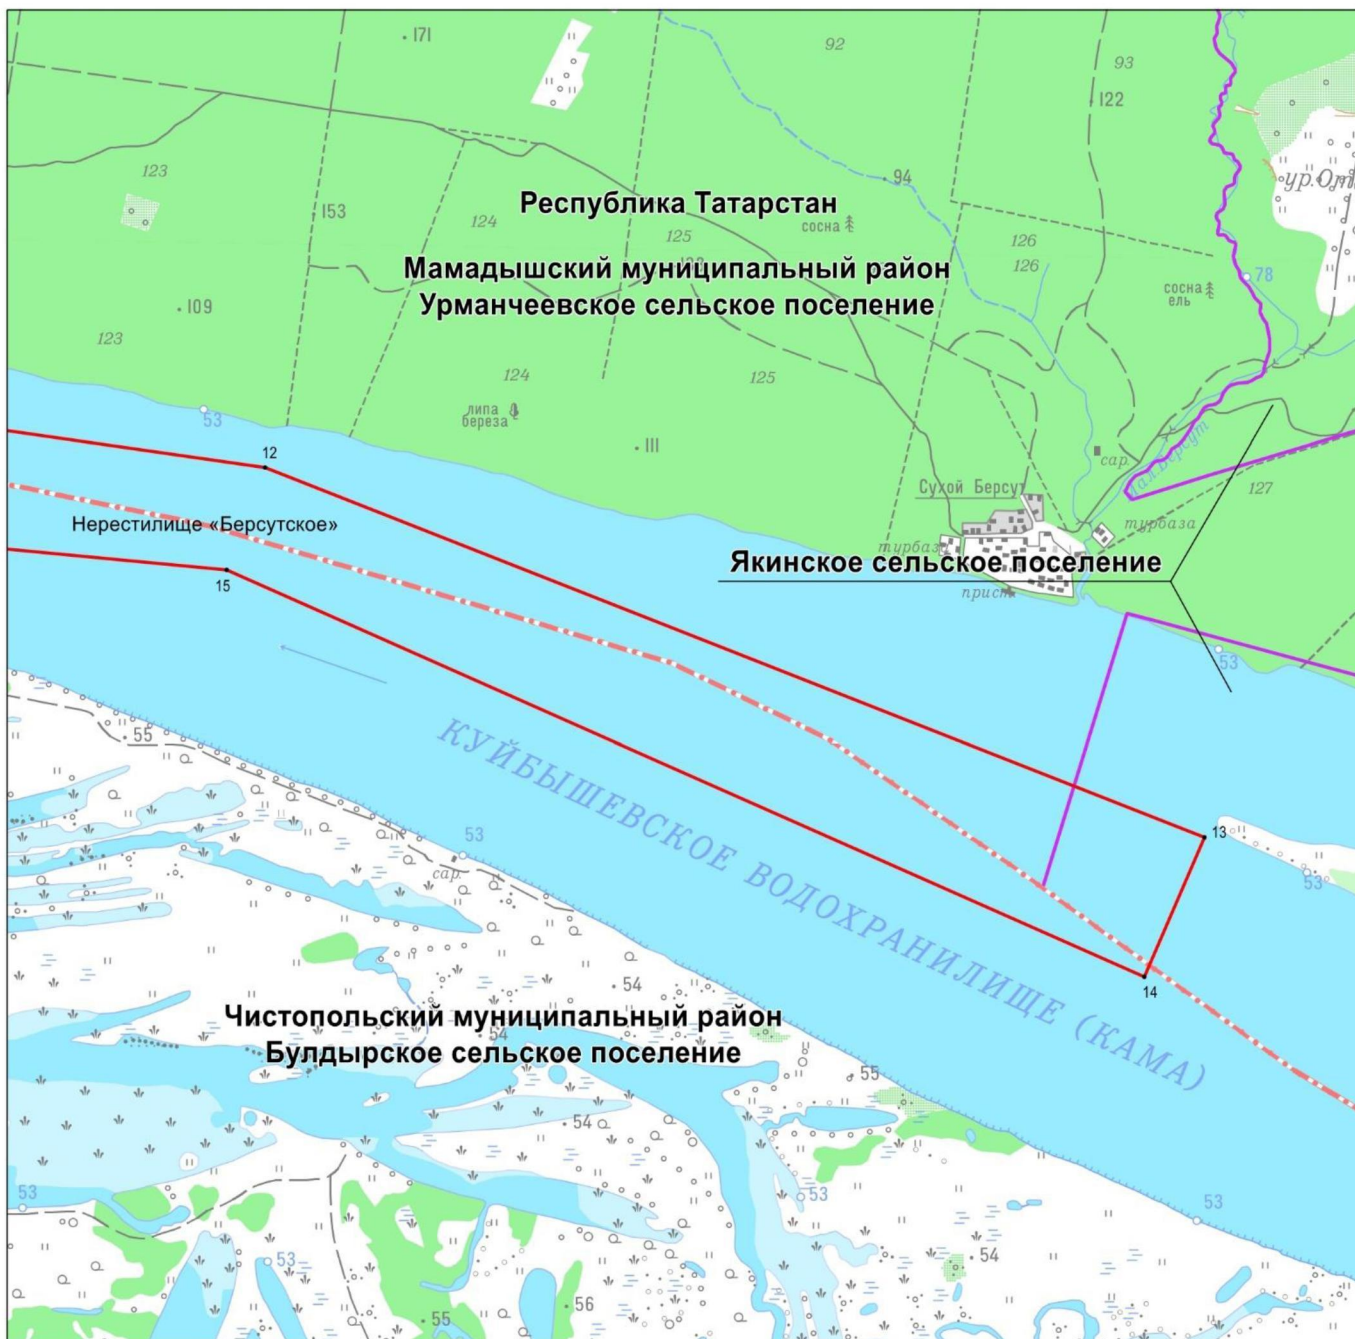 171
92
93
122
123
94
153
Республика Татарстан
ур.От
124
сосна
125
126
126
Мамадышский муниципальный район
78
Урманчеевское сельское поселение
сосна
ель
109
123
124
125
53
липа
береза
111
12
сар.
Сухой Берсут
127
Нерестилище «Берсутское»
турбаза
турбаза
Якинское сельское поселение
15
прист.
53
55
КУЙБЫШЕВСКОЕ ВОДОХРАНИЛИЩЕ (КАМА)
13
53
сар.
53
54
14
Чистопольский муниципальный район
54
Булдырское сельское поселение
55
54
53
53
53
53
54
56
55